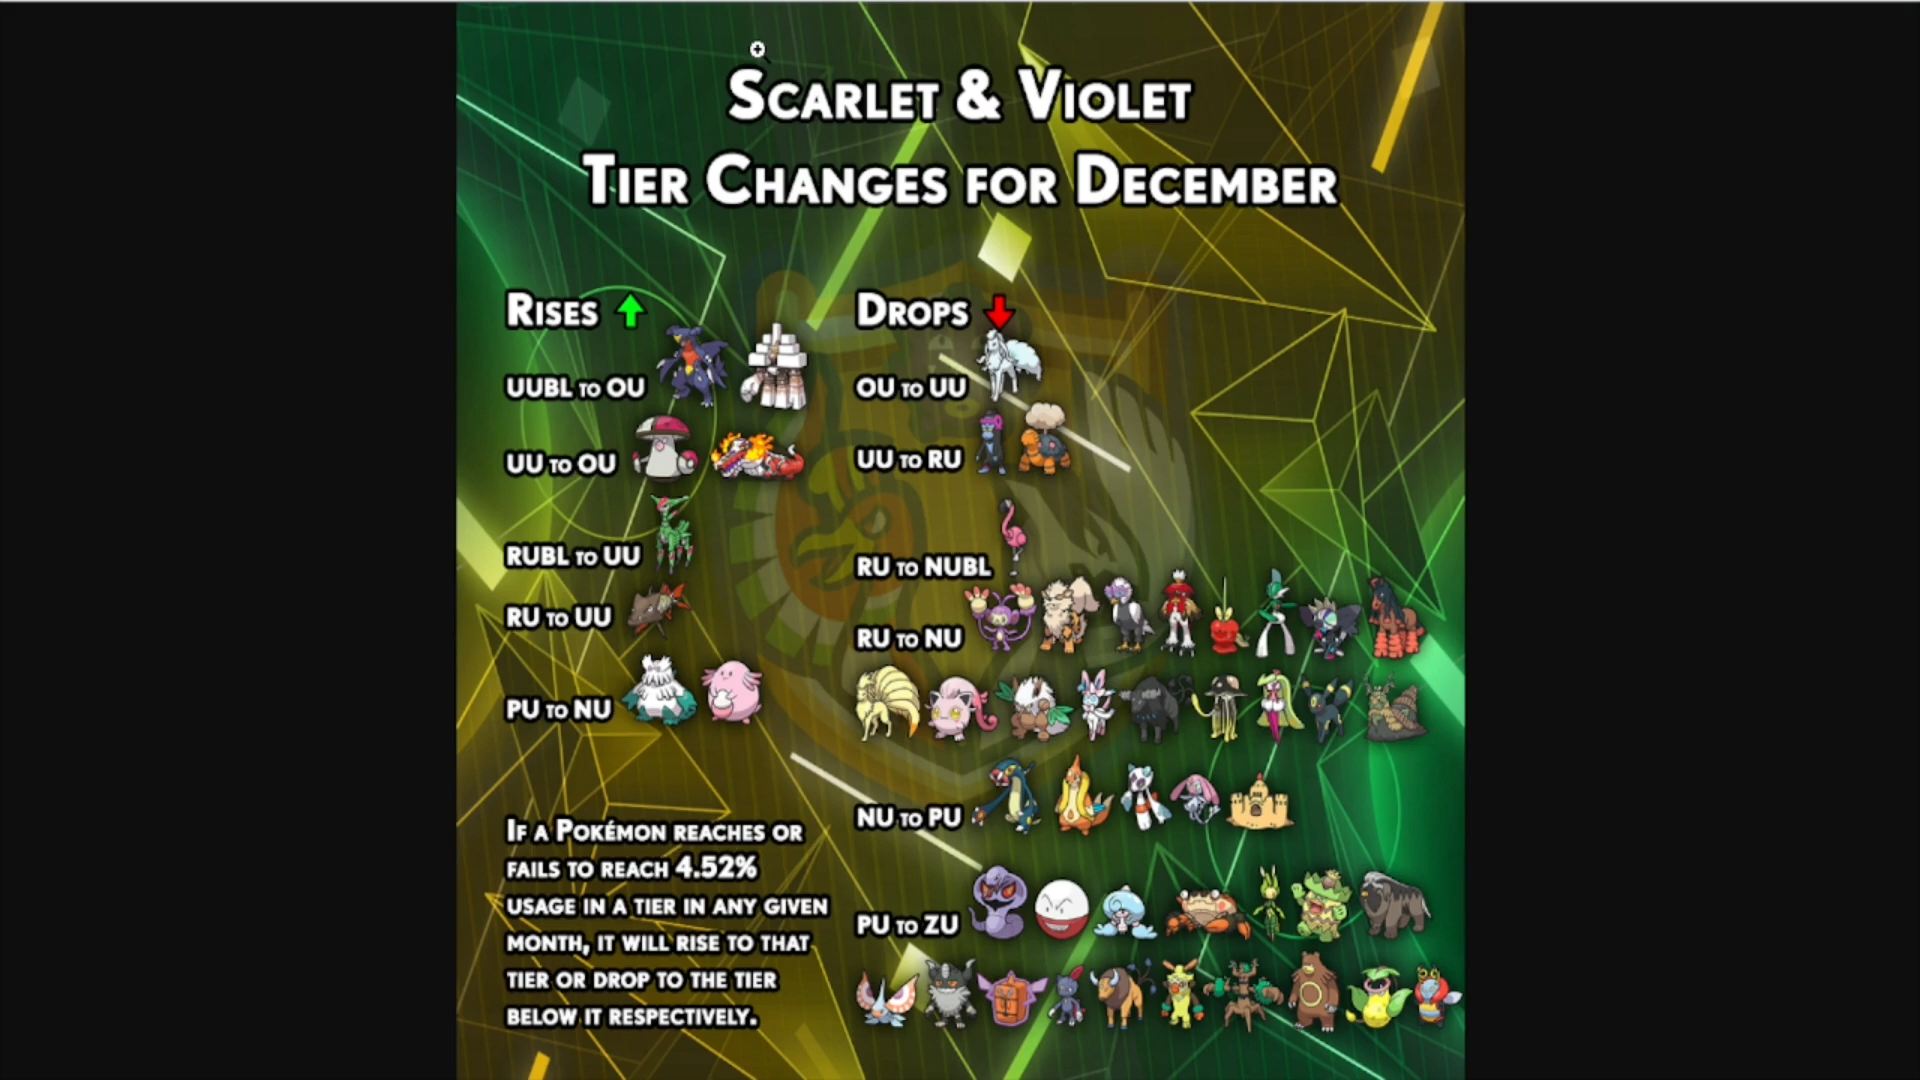 Scarlet & Violet
Tier Changes for December
Rises
UUBL to OU
UU to OU
RUBL to UU
RU to UU
PU to NU
If a Pokémon reaches or
fails to reach 4.52%
usage in a tier in any given
month, it will rise to that
tier or drop to the tier
below it respectively.
Drops
OU to UU
UU to RU
RU to NUBL
RU to NU
NU to PU
PU to ZU